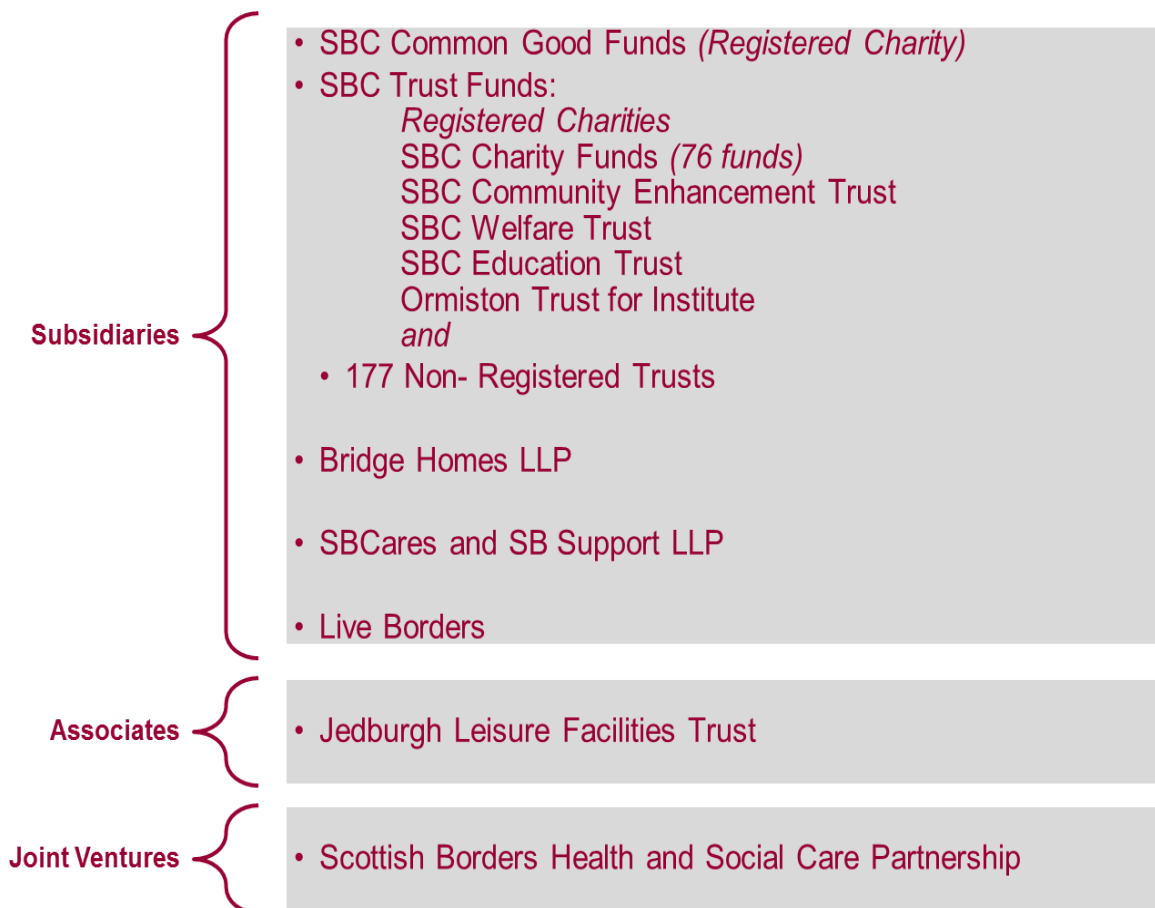 Subsidiaries
• SBC Common Good Funds (Registered Charity)
• SBC Trust Funds:
Registered Charities
SBC Charity Funds (76 funds)
SBC Community Enhancement Trust
SBC Welfare Trust
SBC Education Trust
Ormiston Trust for Institute
and
• 177 Non- Registered Trusts
• Bridge Homes LLP
• SBCares and SB Support LLP
• Live Borders
Associates
• Jedburgh Leisure Facilities Trust
Joint Ventures
• Scottish Borders Health and Social Care Partnership